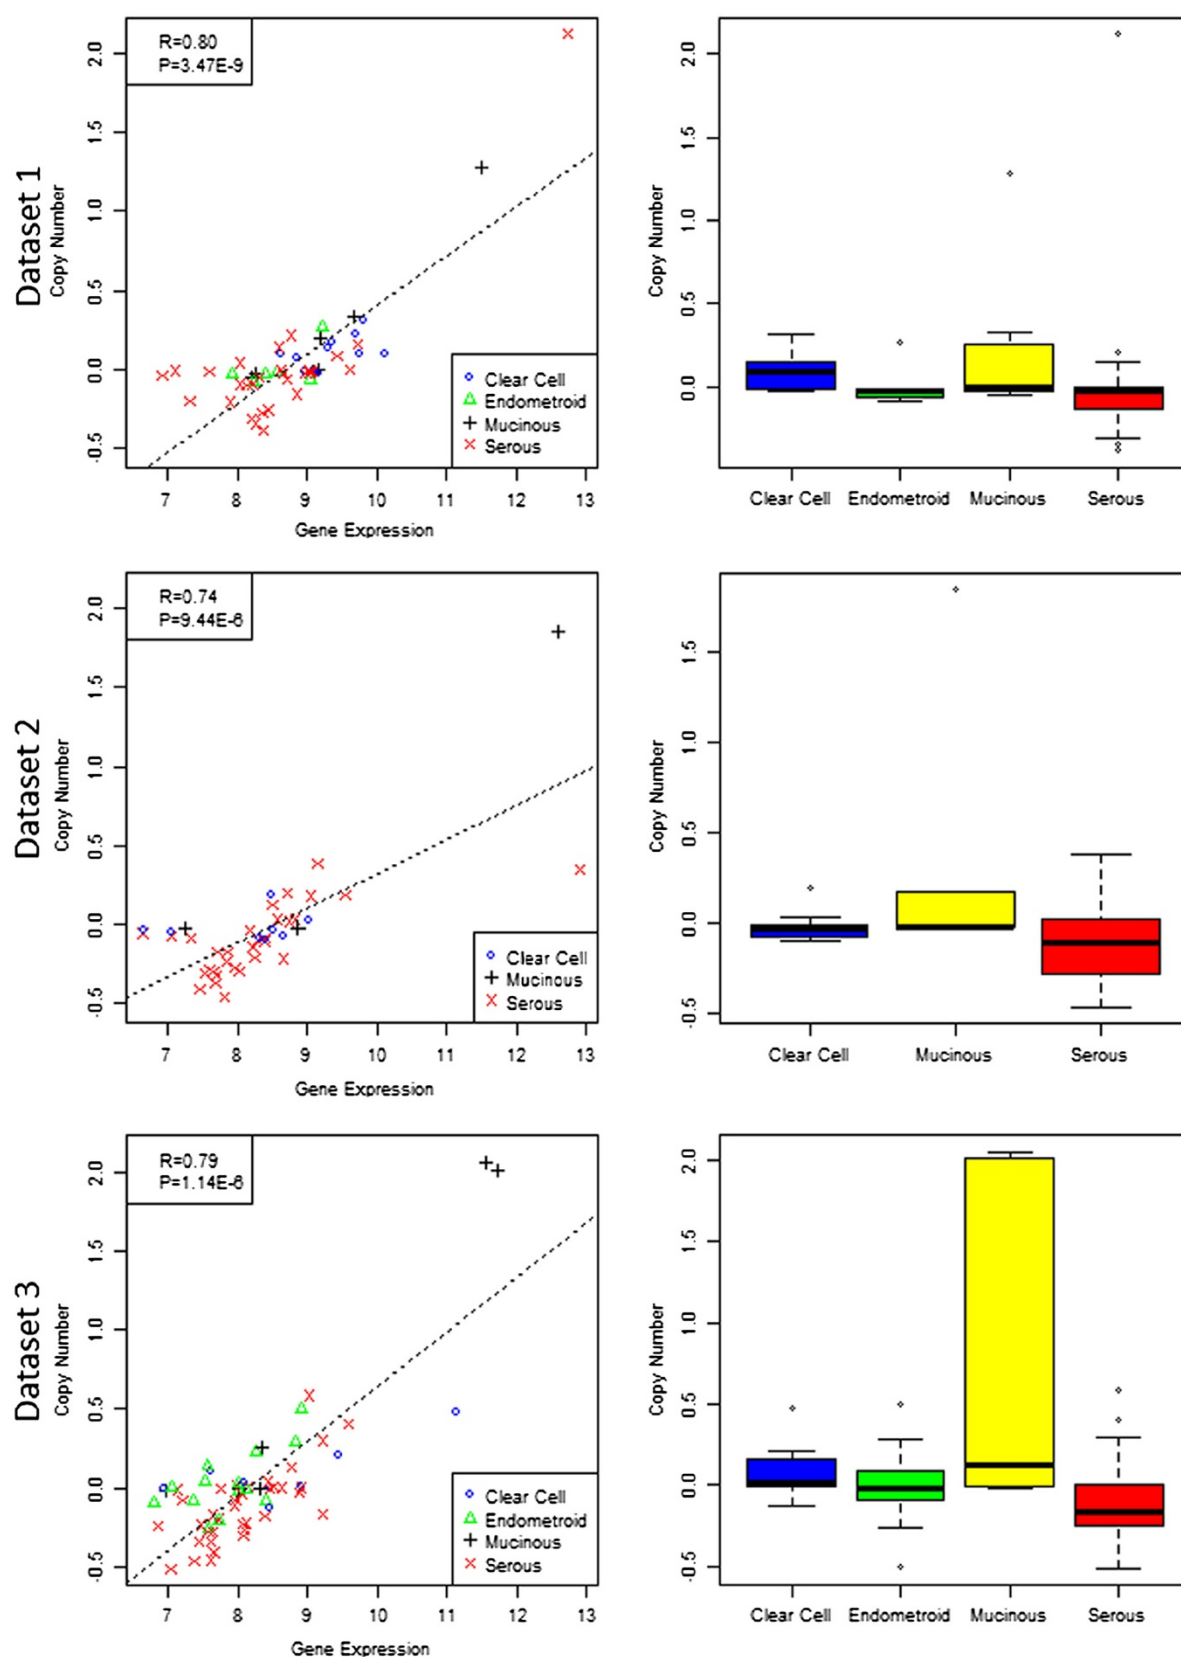 Dataset 1
R=0.80
P=3.47E-9
Copy Number
2.0
1.5
1.0
0.5
0.0
-0.5
Clear Cell
Endometroid
Mucinous
Serous
7 8 9 10 11 12 13
Gene Expression
Copy Number
2.0
1.5
1.0
0.5
0.0
Clear Cell Endometroid Mucinous Serous
Dataset 2
R=0.74
P=9.44E-6
Copy Number
2.0
1.5
1.0
0.5
0.0
-0.5
Clear Cell
Mucinous
Serous
7 8 9 10 11 12 13
Gene Expression
Copy Number
1.5
1.0
0.5
0.0
-0.5
Clear Cell Mucinous Serous
Dataset 3
R=0.79
P=1.14E-6
Copy Number
2.0
1.5
1.0
0.5
0.0
-0.5
Clear Cell
Endometroid
Mucinous
Serous
7 8 9 10 11 12 13
Gene Expression
Copy Number
2.0
1.5
1.0
0.5
0.0
-0.5
Clear Cell Endometroid Mucinous Serous